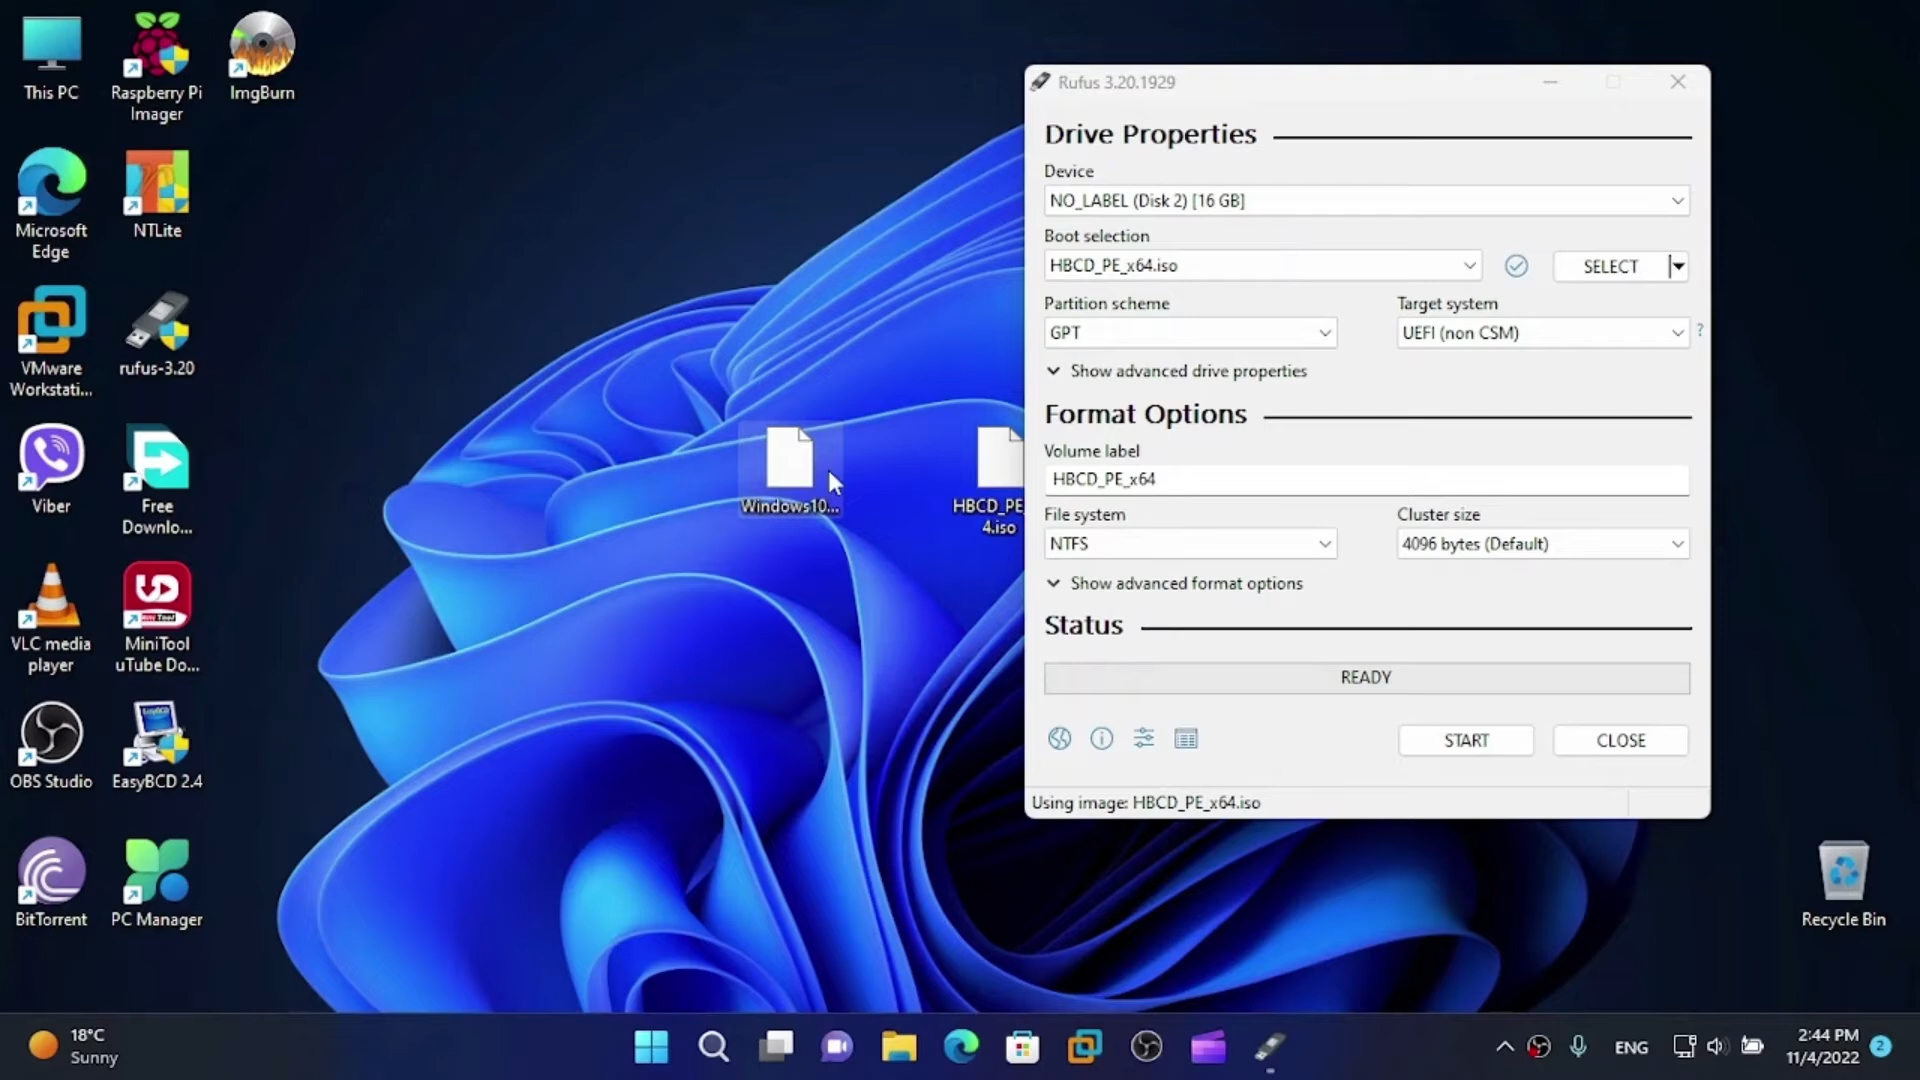 This PC
Raspberry Pi
Imager
ImgBurn
Microsoft
Edge
NTLite
VMware
Workstati...
rufus-3.20
Viber
Free
Downlo...
VLC media
player
MiniTool
uTube Do...
OBS Studio
EasyBCD 2.4
BitTorrent
PC Manager
Windows10...
HBCD_PE_
4.iso
Rufus 3.20.1929
Drive Properties
Device
NO_LABEL (Disk 2) [16 GB]
Boot selection
HBCD_PE_x64.iso
SELECT
Partition scheme
Target system
GPT
UEFI (non CSM)
?
Show advanced drive properties
Format Options
Volume label
HBCD_PE_x64
File system
Cluster size
NTFS
4096 bytes (Default)
Show advanced format options
Status
READY
START
CLOSE
Using image: HBCD_PE_x64.iso
Recycle Bin
18°C
Sunny
ENG
2:44 PM
11/4/2022
2